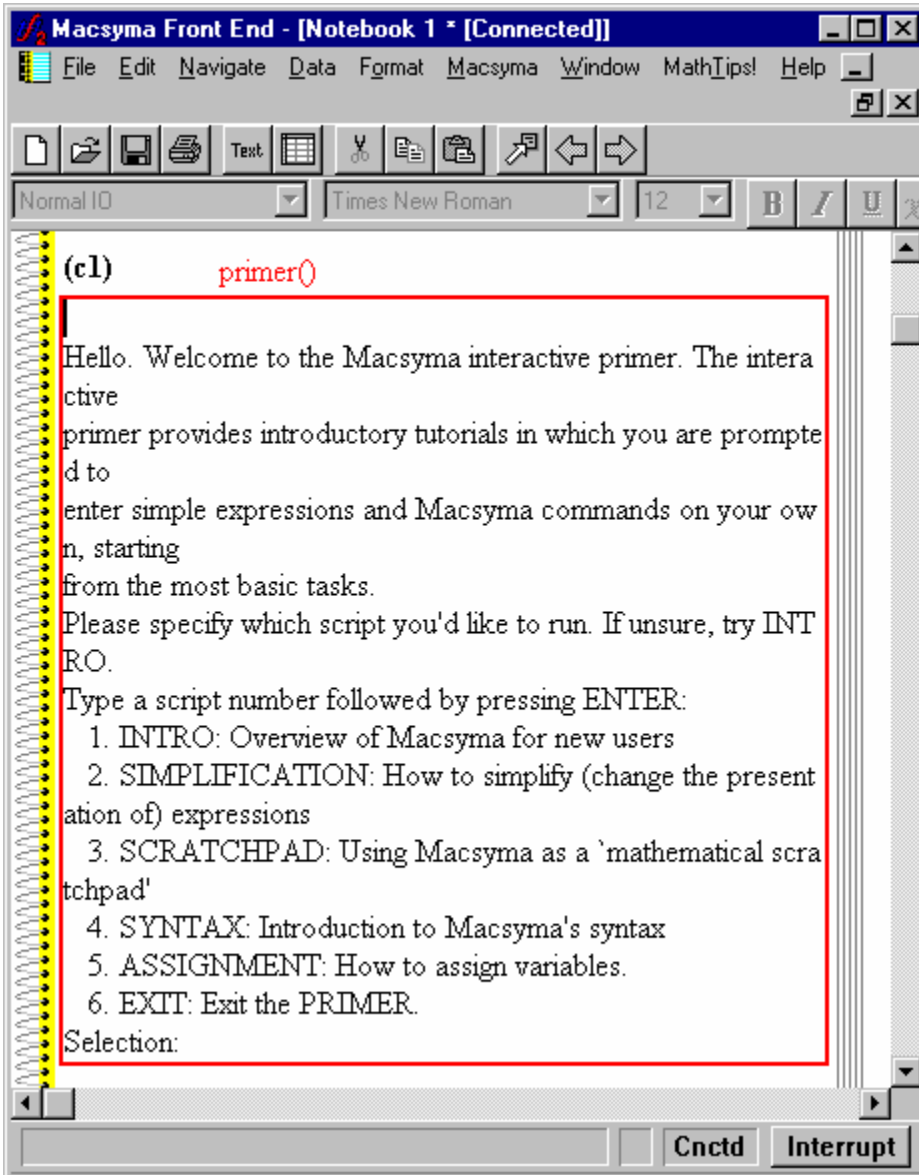 Macsyma Front End - [Notebook 1 * [Connected]]
File Edit Navigate Data Format Macsyma Window MathTips! Help
Text
Normal IO Times New Roman 12 B I U
(c1) primer()
Hello. Welcome to the Macsyma interactive primer. The intera
ctive
primer provides introductory tutorials in which you are prompte
d to
enter simple expressions and Macsyma commands on your ow
n, starting
from the most basic tasks.
Please specify which script you'd like to run. If unsure, try INT
RO.
Type a script number followed by pressing ENTER:
1. INTRO: Overview of Macsyma for new users
2. SIMPLIFICATION: How to simplify (change the present
ation of) expressions
3. SCRATCHPAD: Using Macsyma as a `mathematical scra
tchpad'
4. SYNTAX: Introduction to Macsyma's syntax
5. ASSIGNMENT: How to assign variables.
6. EXIT: Exit the PRIMER.
Selection:
Cnctd Interrupt